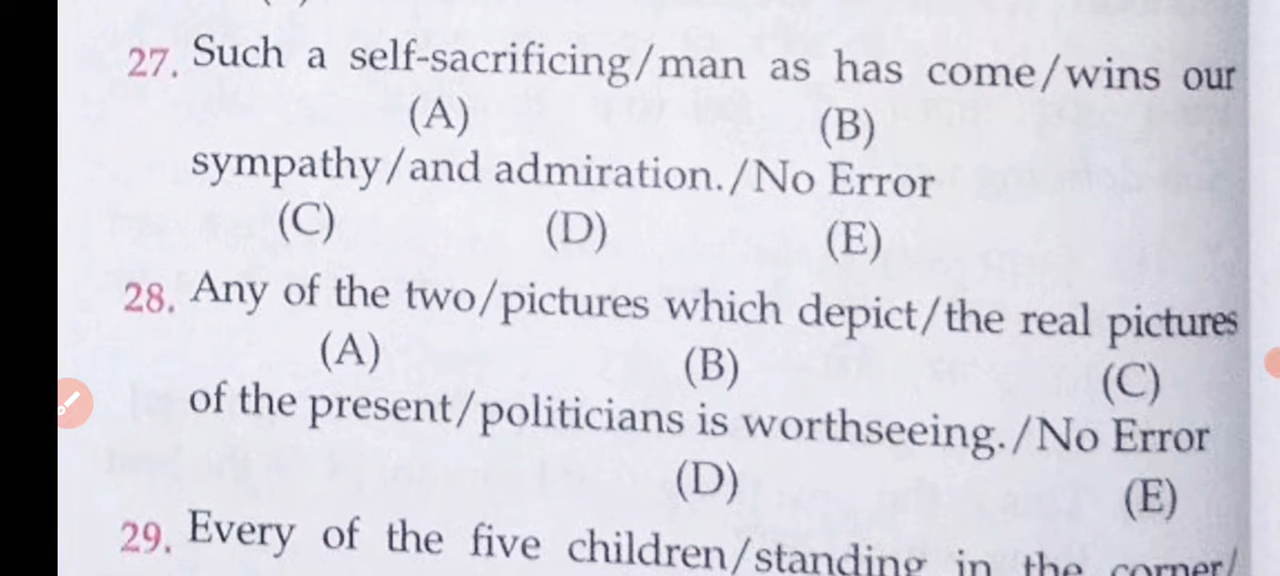 27. Such a self-sacrificing/man as has come/wins our
(A) (B)
sympathy/and admiration./No Error
(C) (D) (E)
28. Any of the two/pictures which depict/the real pictures
(A) (B) (C)
of the present/politicians is worthseeing./No Error
(D) (E)
29. Every of the five children/standing in the corner/